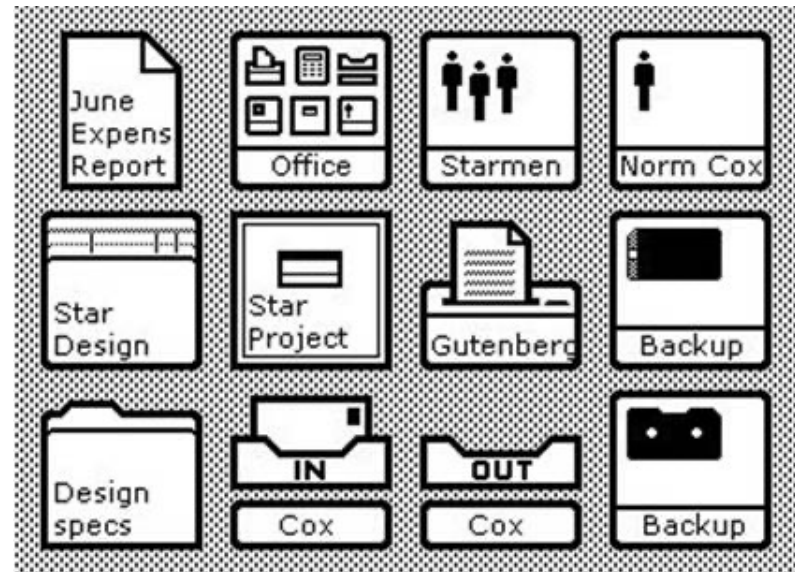 June
Expens
Report
Office
Starmen
Norm Cox
Star
Design
Star
Project
Gutenberg
Backup
Design
specs
IN
Cox
OUT
Cox
Backup